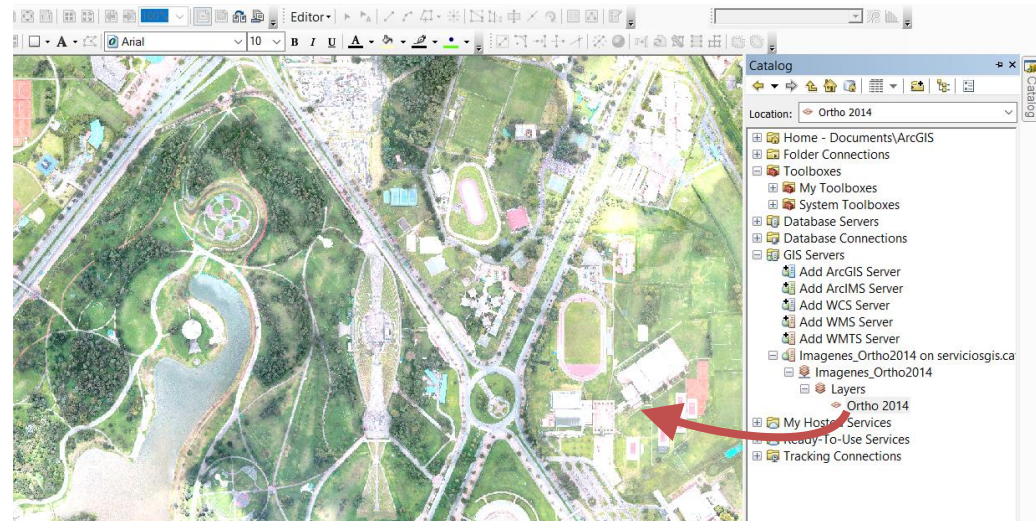 100%
Editor
Arial
10
B I U A
Catalog
Location: Ortho 2014
Home - Documents\ArcGIS
Folder Connections
Toolboxes
My Toolboxes
System Toolboxes
Database Servers
Database Connections
GIS Servers
Add ArcGIS Server
Add ArcIMS Server
Add WCS Server
Add WMS Server
Add WMTS Server
Imagenes_Ortho2014 on serviciosgis.ca
Imagenes_Ortho2014
Layers
Ortho 2014
My Hosted Services
Ready-To-Use Services
Tracking Connections
Catalog